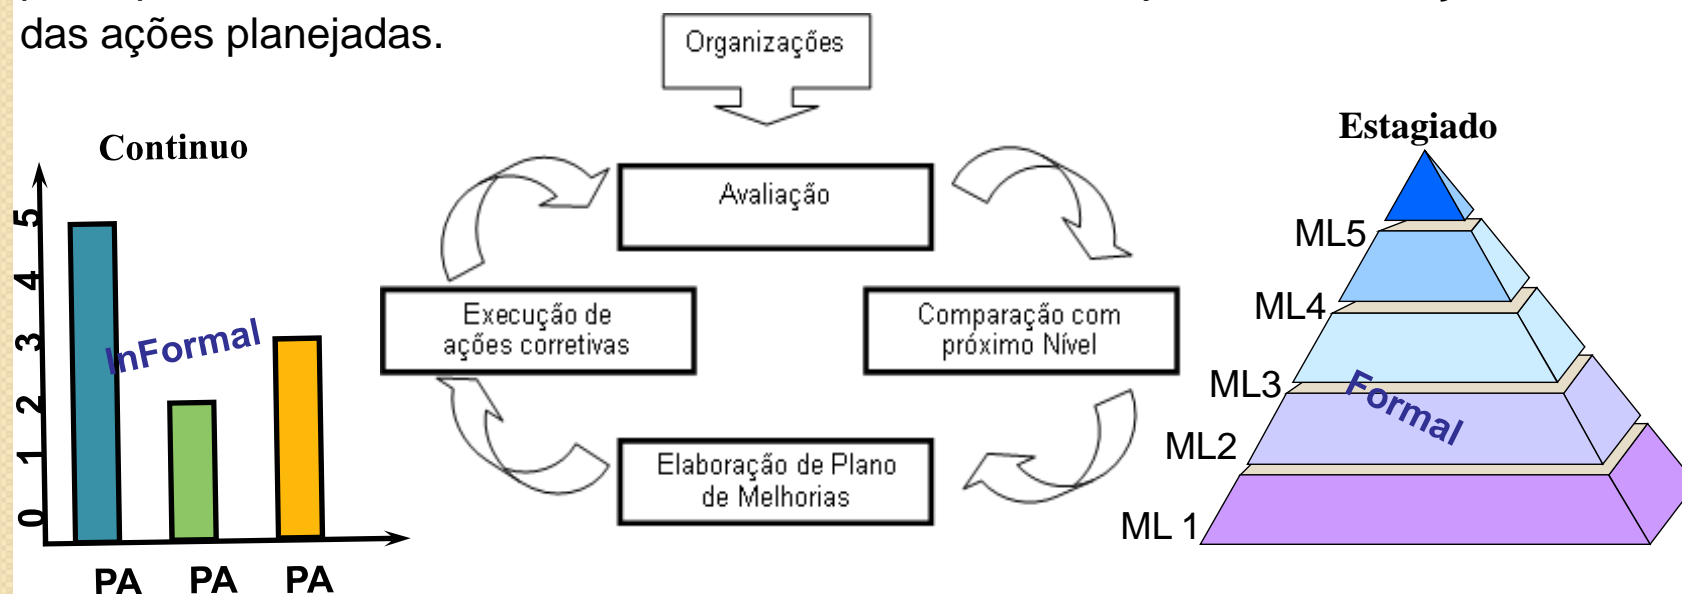 das ações planejadas.
Organizações
Continuo
5
4
3
2
1
0
InFormal
PA
PA
PA
Avaliação
Comparação com
próximo Nível
Elaboração de Plano
de Melhorias
Execução de
ações corretivas
Estagiado
ML5
ML4
ML3
ML2
ML 1
Formal